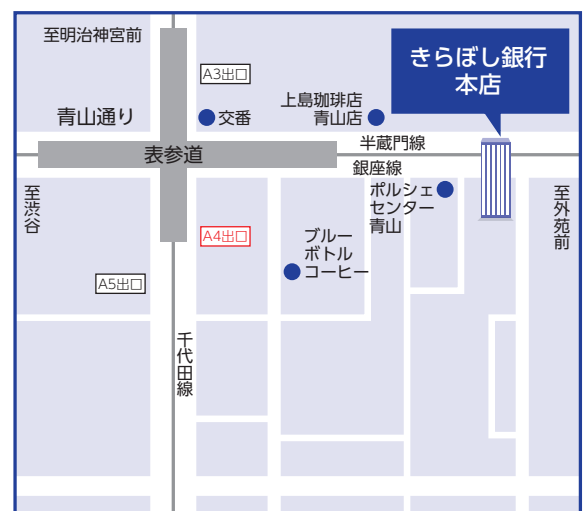 至明治神宮前
A3出口
きらぼし銀行
本店
上島珈琲店
青山店
青山通り
交番
半蔵門線
表参道
銀座線
至渋谷
ポルシェ
センター
青山
至外苑前
A4出口
ブルー
ボトル
コーヒー
A5出口
千代田線